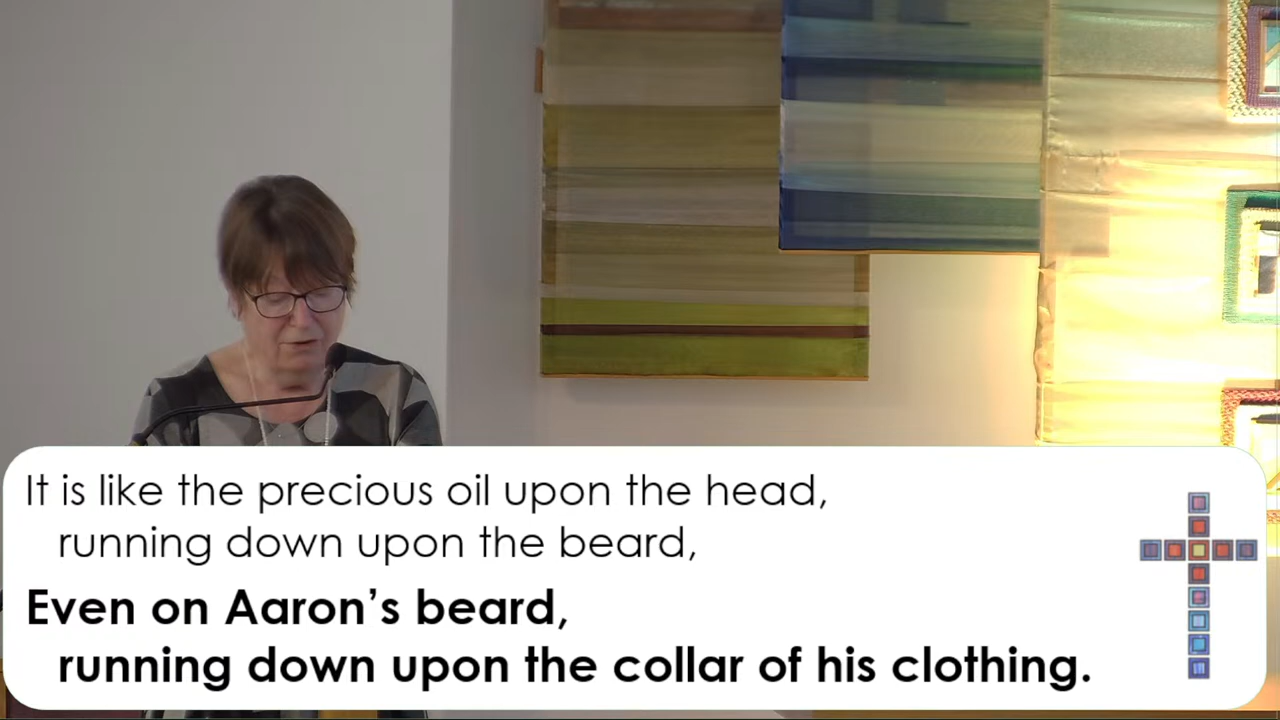 It is like the precious oil upon the head,
running down upon the beard,
Even on Aaron’s beard,
running down upon the collar of his clothing.